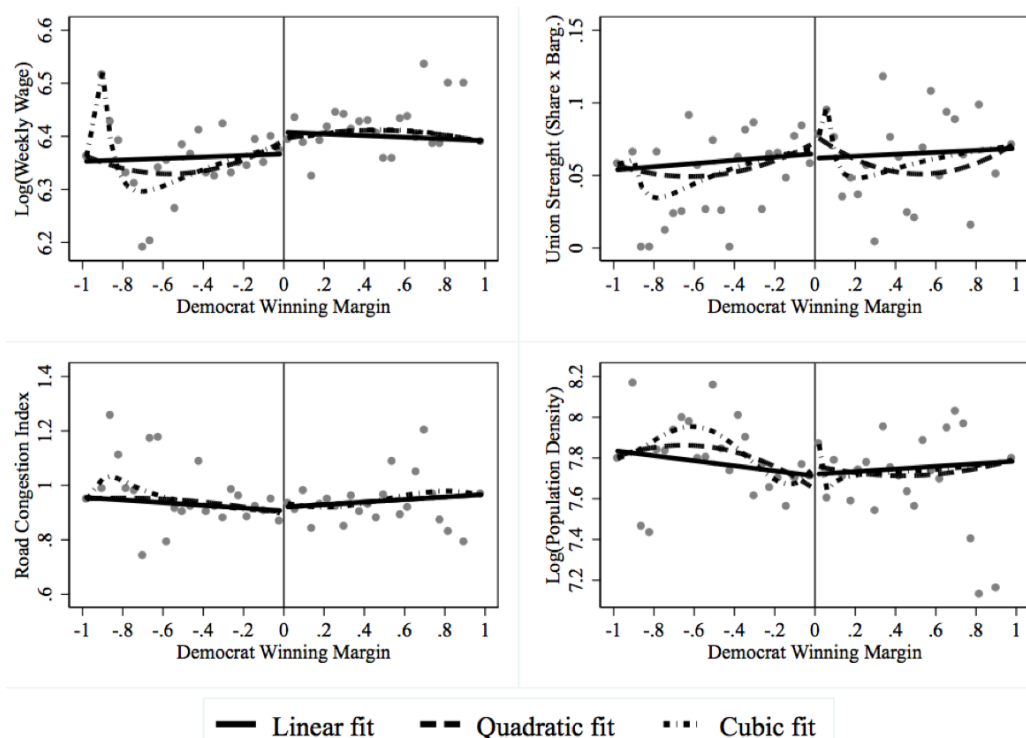 Log(Weekly Wage)
6.6
6.5
6.4
6.3
6.2
-1 -.8 -.6 -.4 -.2 0 .2 .4 .6 .8 1
Democrat Winning Margin
Union Strenght (Share x Barg.)
.15
.1
.05
0
-1 -.8 -.6 -.4 -.2 0 .2 .4 .6 .8 1
Democrat Winning Margin
Road Congestion Index
1.4
1.2
1
.8
.6
-1 -.8 -.6 -.4 -.2 0 .2 .4 .6 .8 1
Democrat Winning Margin
Log(Population Density)
8.2
8
7.8
7.6
7.4
7.2
-1 -.8 -.6 -.4 -.2 0 .2 .4 .6 .8 1
Democrat Winning Margin
Linear fit Quadratic fit Cubic fit